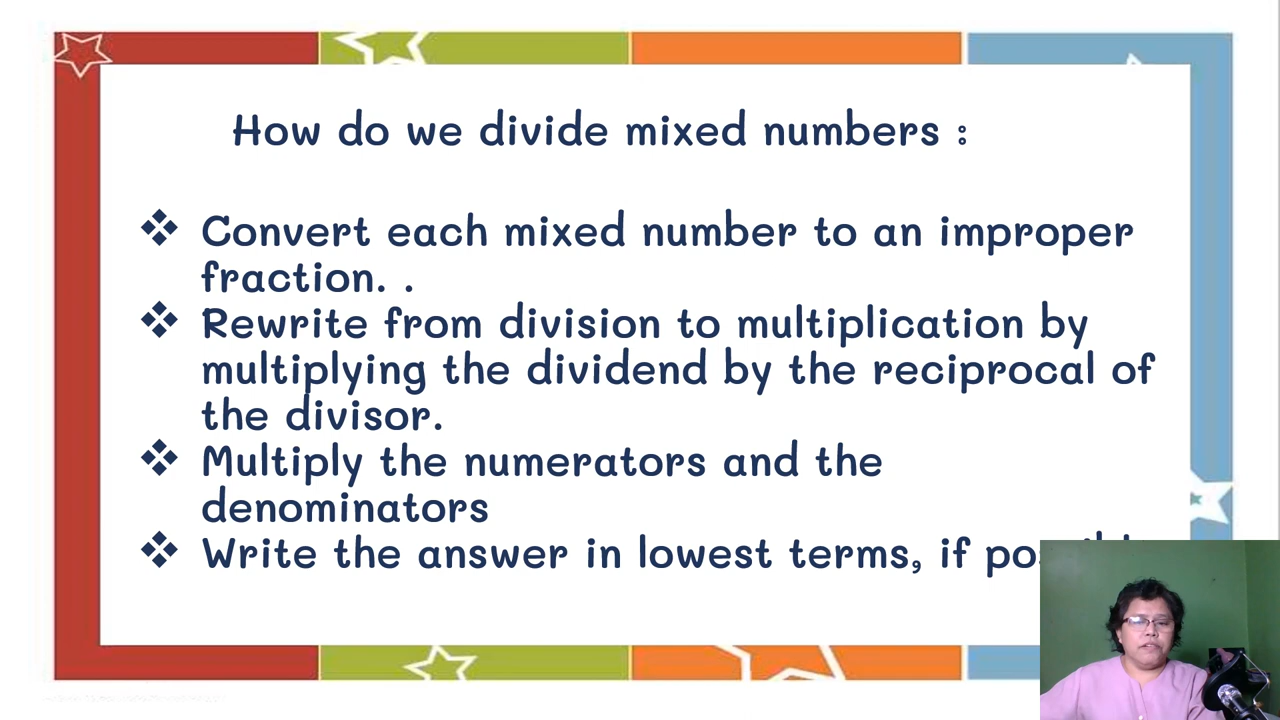 How do we divide mixed numbers :
❖ Convert each mixed number to an improper
fraction. .
❖ Rewrite from division to multiplication by
multiplying the dividend by the reciprocal of
the divisor.
❖ Multiply the numerators and the
denominators
❖ Write the answer in lowest terms, if